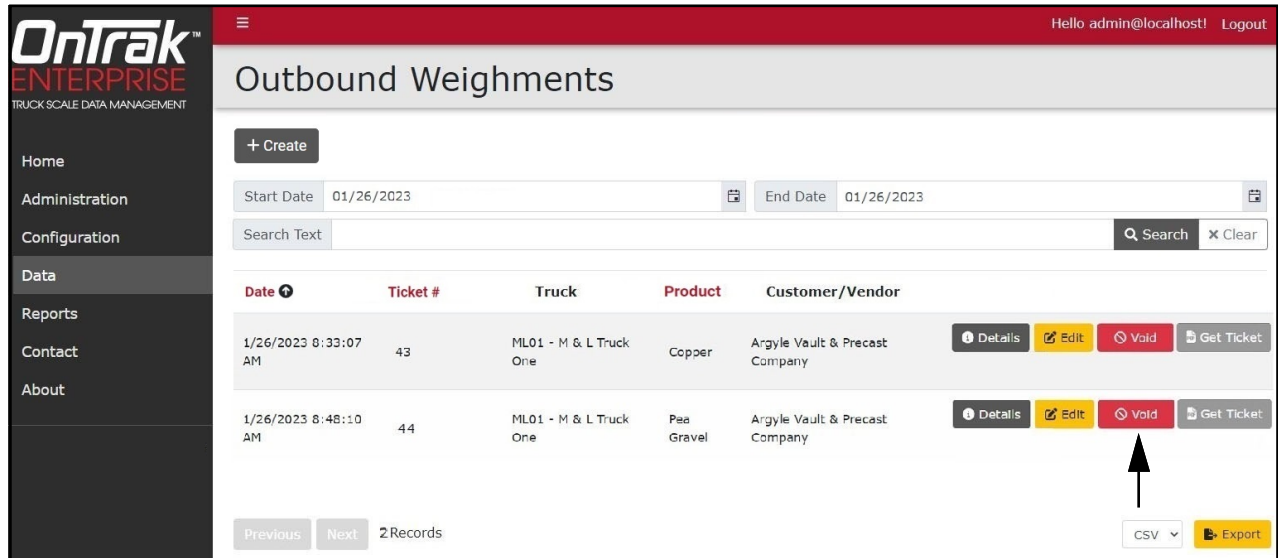 OnTrak™
ENTERPRISE
TRUCK SCALE DATA MANAGEMENT
Home
Administration
Configuration
Data
Reports
Contact
About
Hello admin@localhost! Logout
Outbound Weighments
+ Create
Start Date 01/26/2023 End Date 01/26/2023
Search Text Search × Clear
Date Ticket # Truck Product Customer/Vendor
1/26/2023 8:33:07 ML01 - M & L Truck Argyle Vault & Precast Details Edit Void Get Ticket
AM 43 One Copper Company
1/26/2023 8:48:10 ML01 - M & L Truck Pea Argyle Vault & Precast Details Edit Void Get Ticket
AM 44 One Gravel Company
Previous Next 2 Records CSV Export